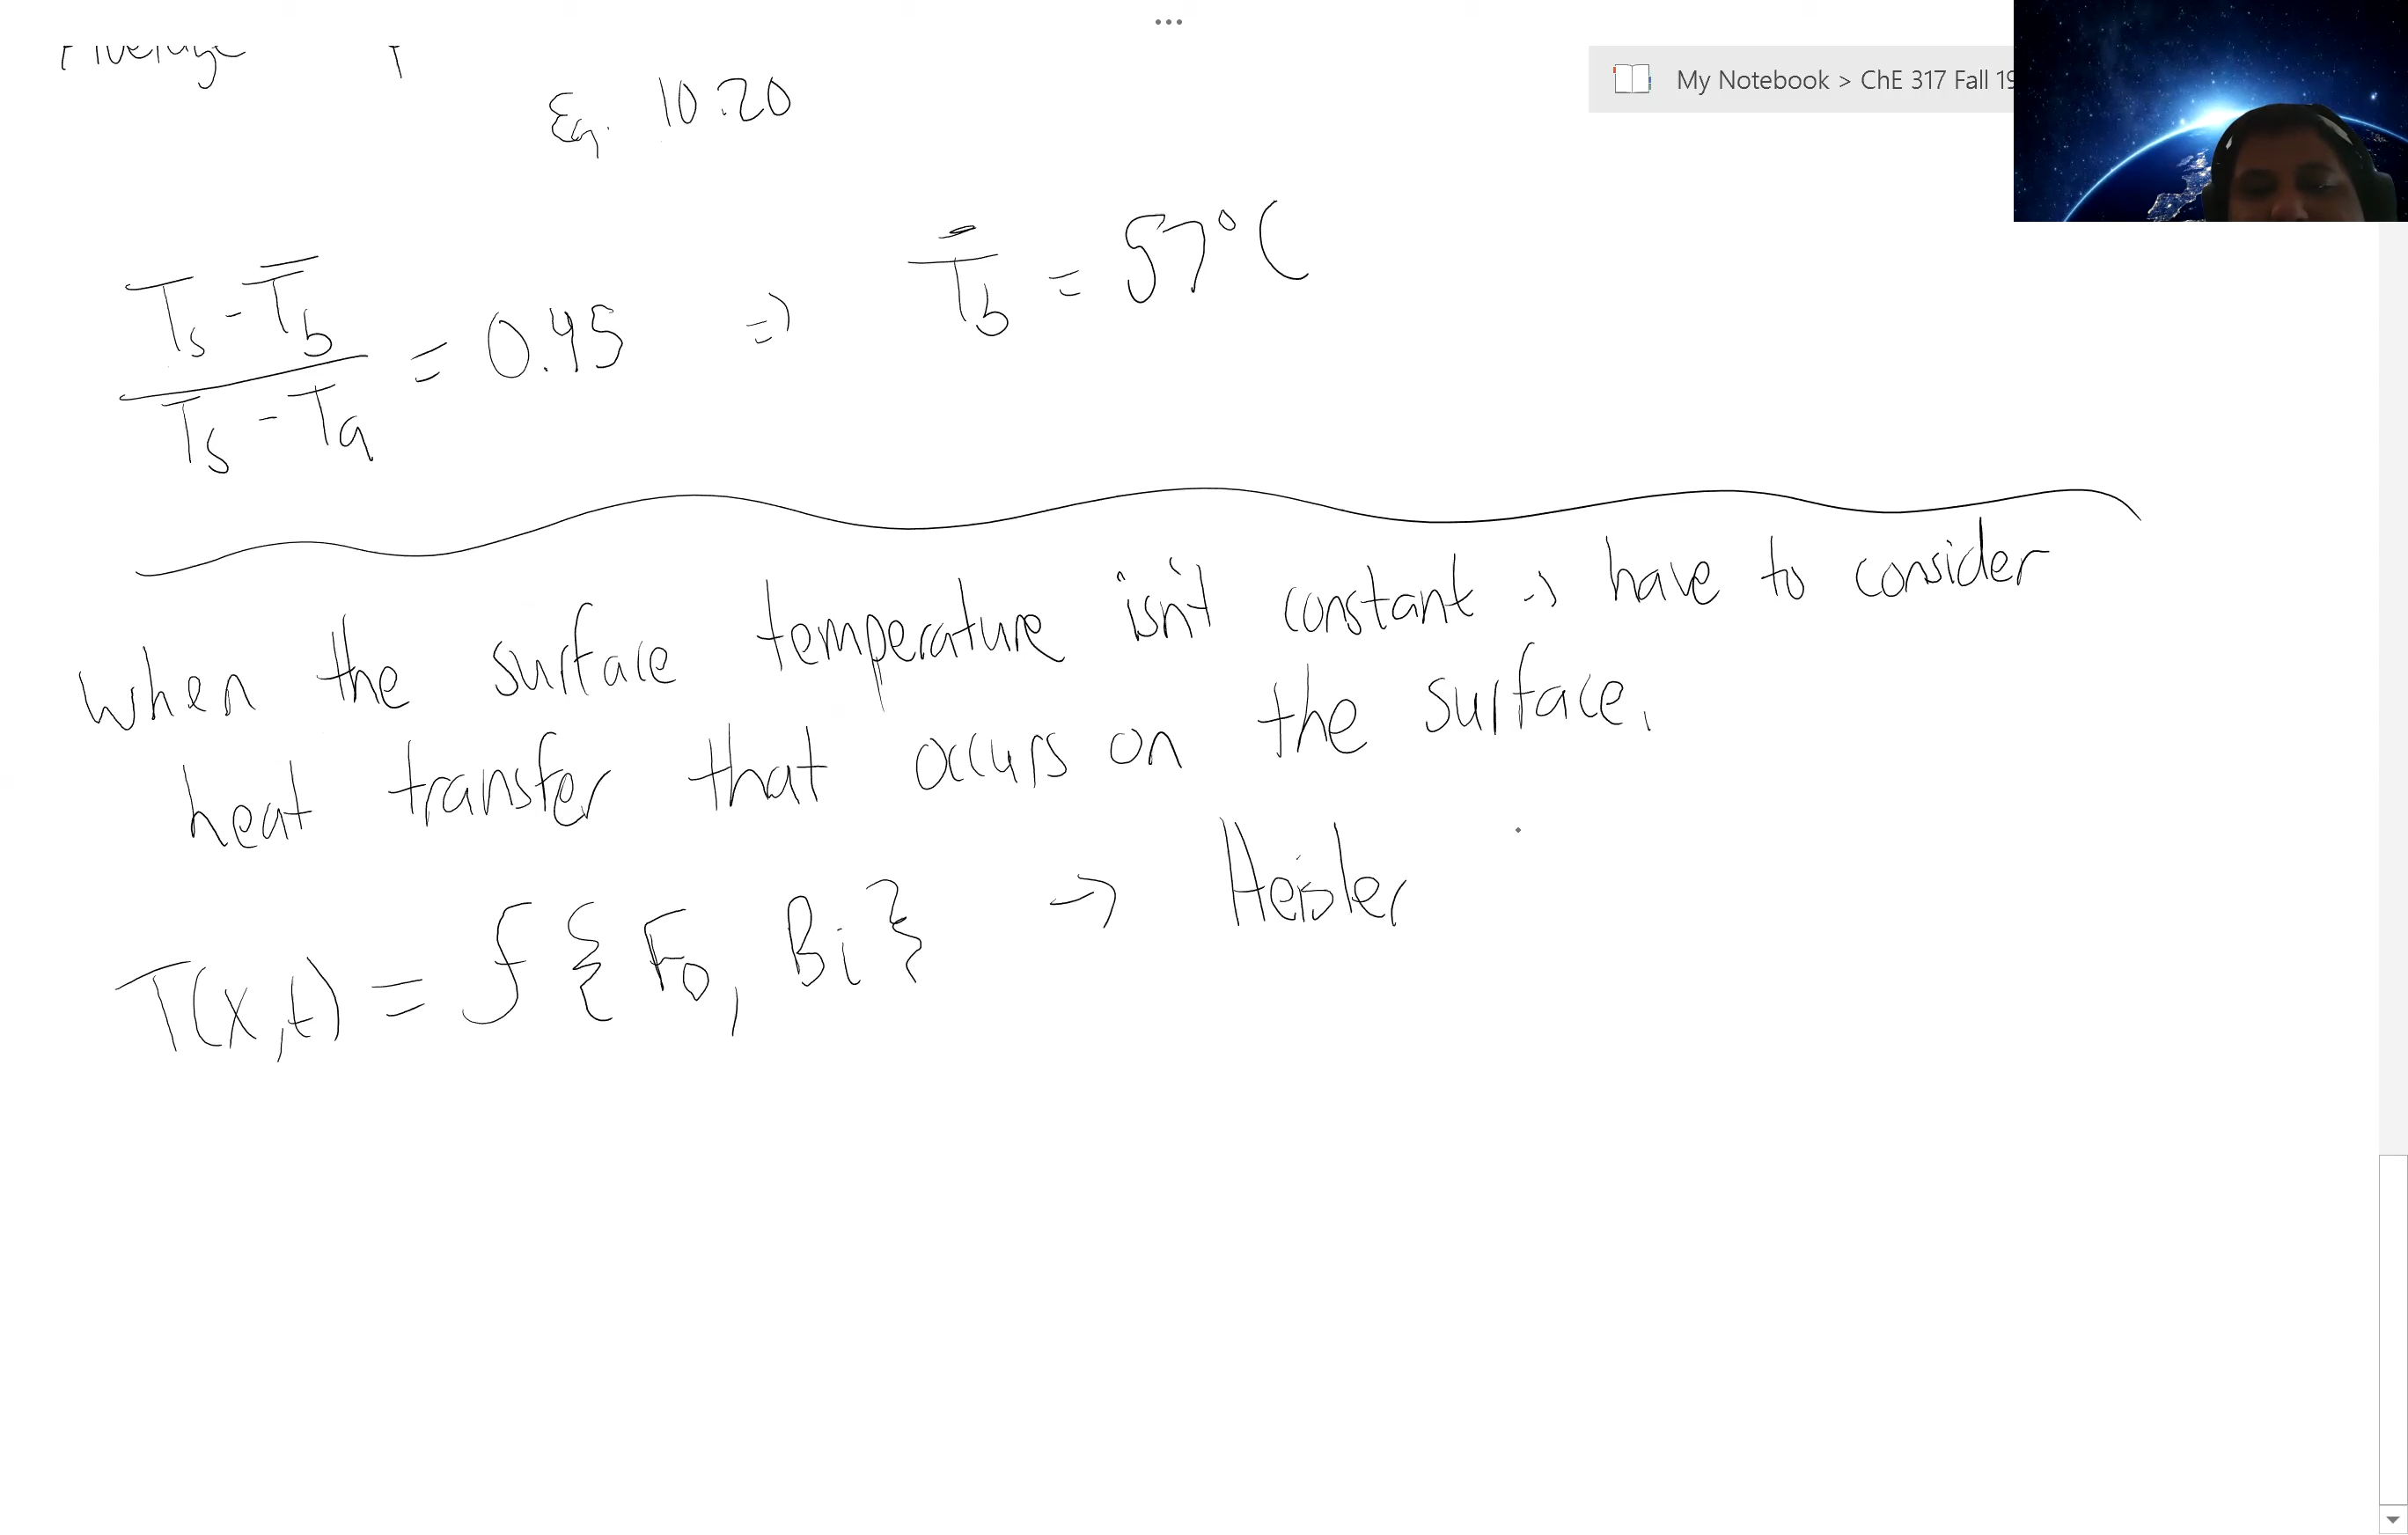 Average T
Eq. 10.20
My Notebook > ChE 317 Fall 19
(Ts - T̄b) / (Ts - Ta) = 0.45 ⇒ T̄b = 57°C
when the surface temperature isn't constant → have to consider
heat transfer that occurs on the surface.
T(x,t) = f {Fo, Bi} → Heisler